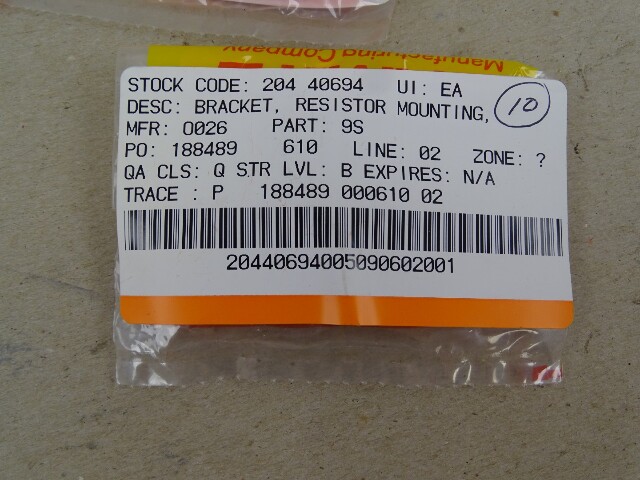 Manufacturing Company
STOCK CODE: 204 40694 UI: EA
DESC: BRACKET, RESISTOR MOUNTING, 10
MFR: 0026 PART: 9S
PO: 188489 610 LINE: 02 ZONE: ?
QA CLS: Q STR LVL: B EXPIRES: N/A
TRACE : P 188489 000610 02
20440694005090602001